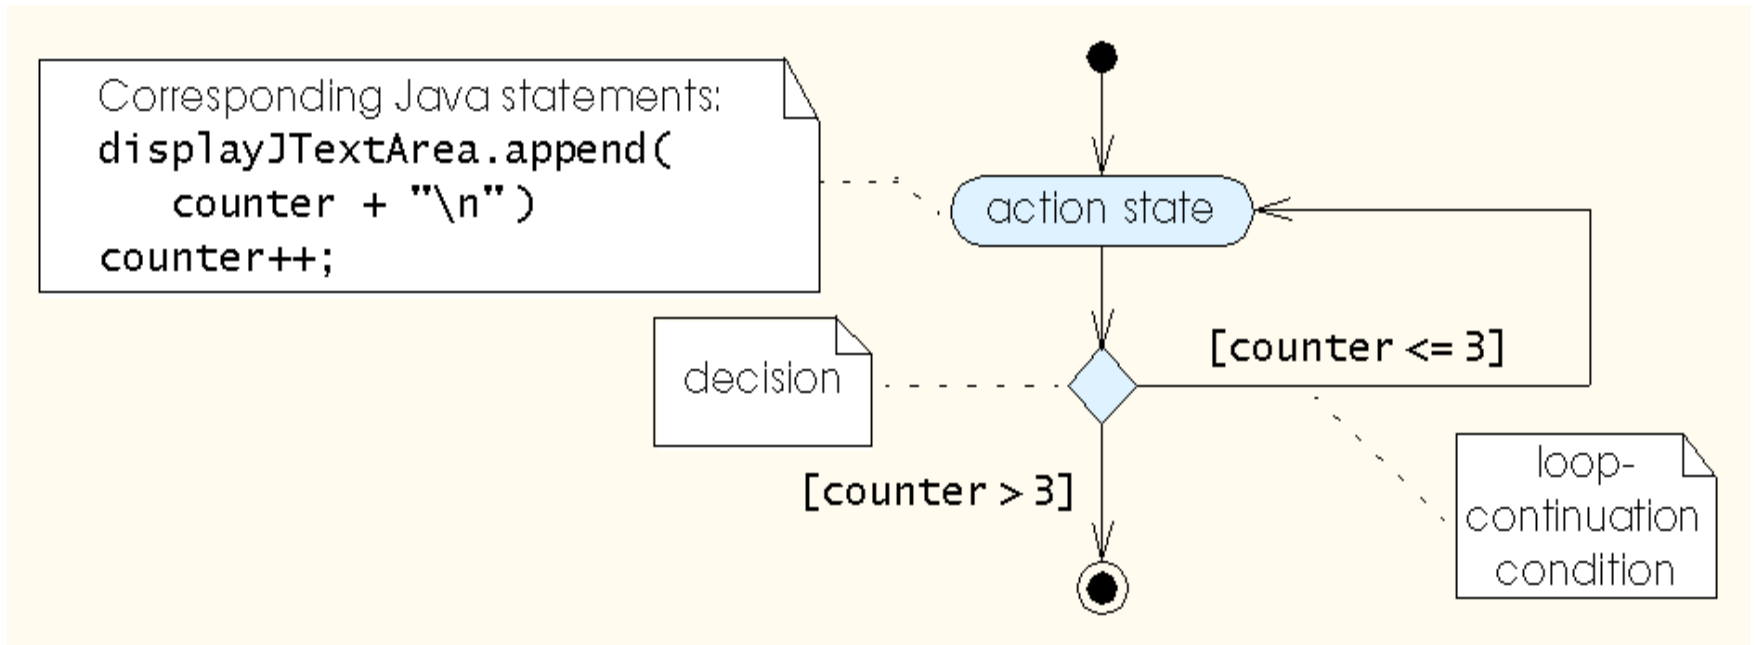 Corresponding Java statements:
displayJTextArea.append(
counter + "\n")
counter++;
action state
[counter <= 3]
decision
[counter > 3]
loop-
continuation
condition